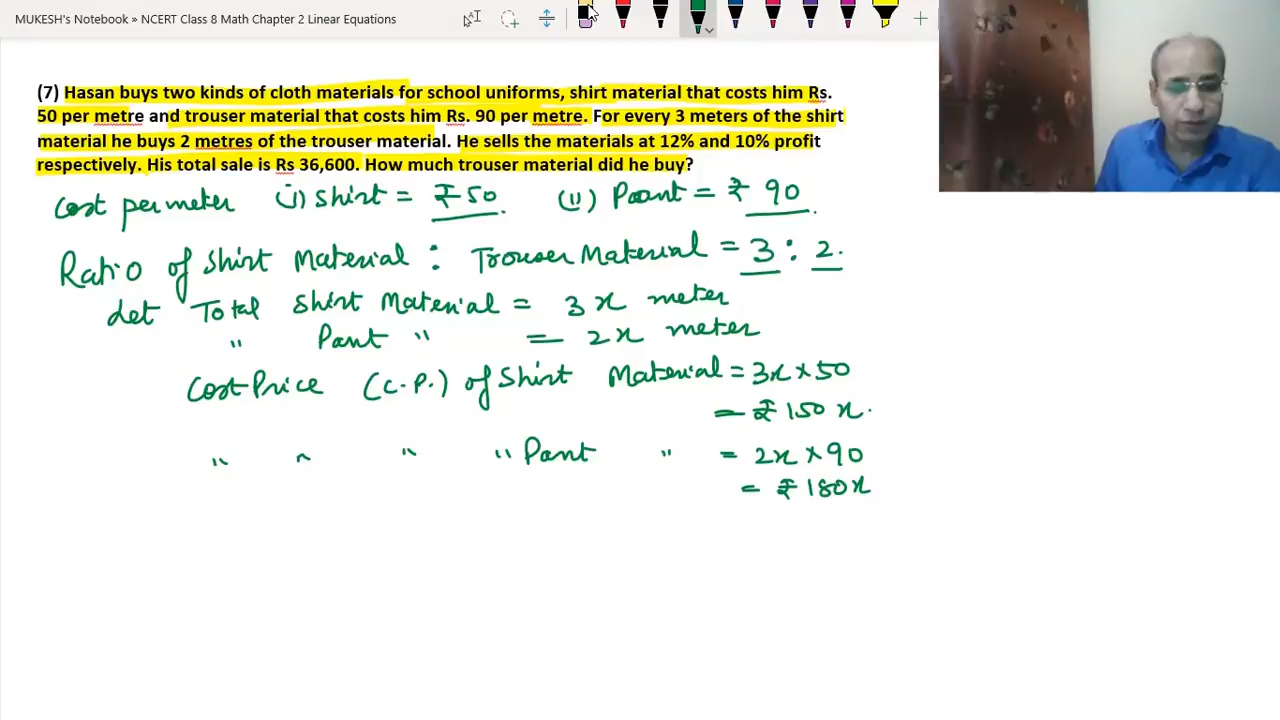 MUKESH's Notebook » NCERT Class 8 Math Chapter 2 Linear Equations
(7) Hasan buys two kinds of cloth materials for school uniforms, shirt material that costs him Rs.
50 per metre and trouser material that costs him Rs. 90 per metre. For every 3 meters of the shirt
material he buys 2 metres of the trouser material. He sells the materials at 12% and 10% profit
respectively. His total sale is Rs 36,600. How much trouser material did he buy?
Cost per meter (i) Shirt = ₹50. (ii) Paant = ₹ 90.
Ratio of Shirt Material : Trouser Material = 3 : 2.
Let Total Shirt Material = 3x meter
" Pant " = 2x meter
Cost Price (C.P.) of Shirt Material = 3x × 50
= ₹150 x.
" " " " Pant " = 2x × 90
= ₹180x